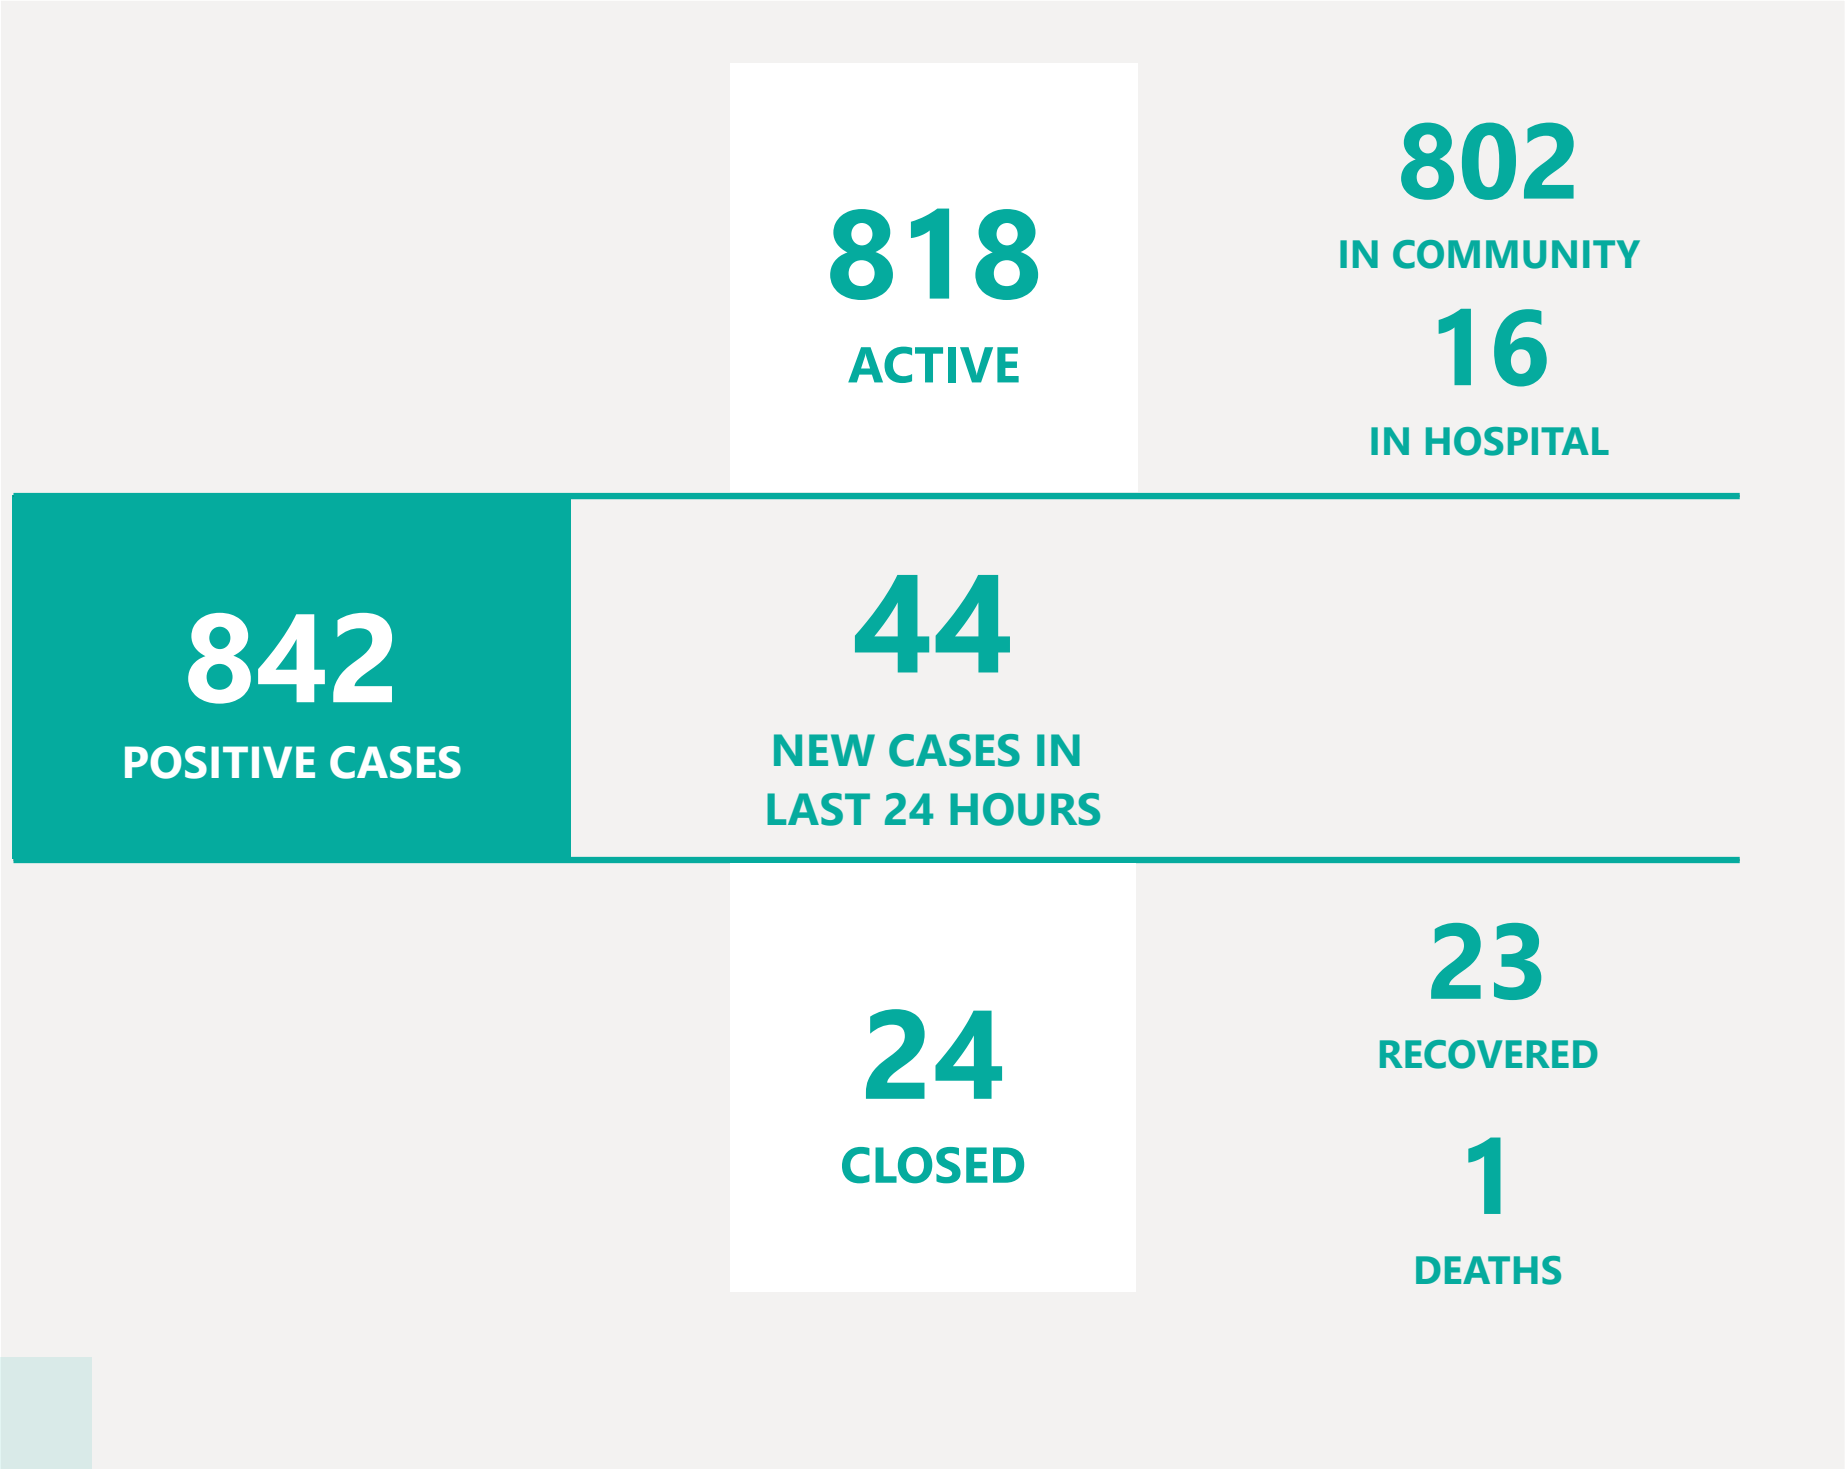 818
ACTIVE
802
IN COMMUNITY
16
IN HOSPITAL
842
POSITIVE CASES
44
NEW CASES IN
LAST 24 HOURS
24
CLOSED
23
RECOVERED
1
DEATHS